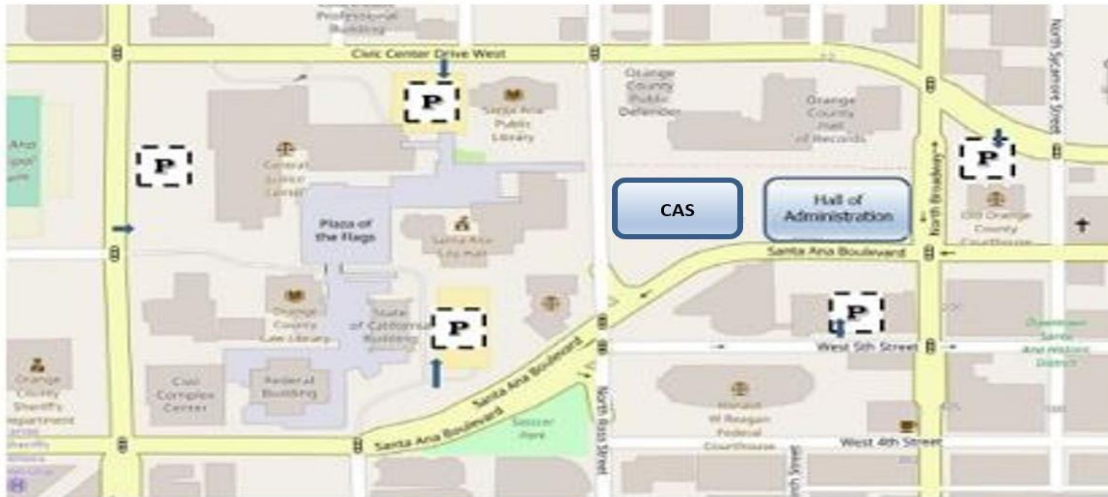 Professional
Building
Civic Center Drive West
North Sycamore Street
P
Santa Ana
Public
Library
Orange
County
Public
Defender
Orange
County
Hall
of Records
P
P
Central
Justice
Center
CAS
Hall of
Administration
North Broadway
Old Orange
County
Courthouse
Plaza of
the Flags
Santa Ana
City Hall
Santa Ana Boulevard
Orange
County
Law Library
State
of California
Building
P
P
West 5th Street
Downtown
Santa
Ana Historic
District
Orange
County
Sheriff's
Department
Civil
Complex
Center
Federal
Building
Santa Ana Boulevard
Santa Ana Boulevard
Sasscer
Park
North Ross Street
Ronald
W Reagan
Federal
Courthouse
West 4th Street